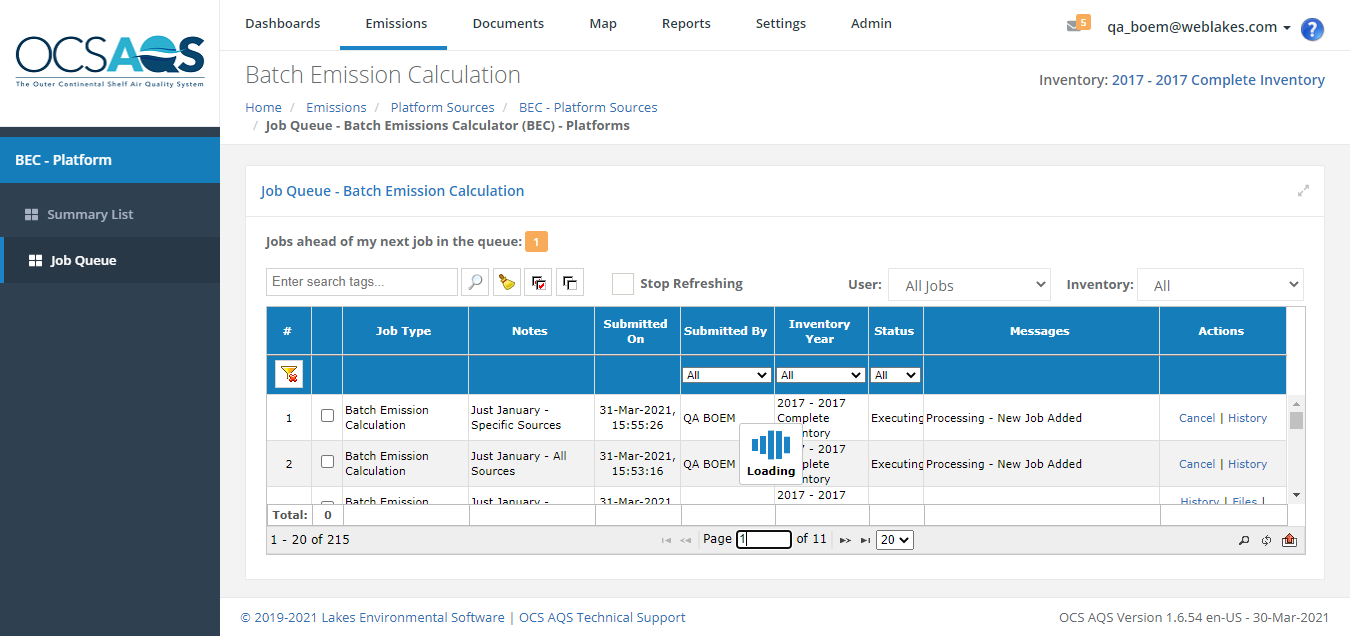 OCSAQS
The Outer Continental Shelf Air Quality System
Dashboards Emissions Documents Map Reports Settings Admin
5 qa_boem@weblakes.com ?
Batch Emission Calculation
Inventory: 2017 - 2017 Complete Inventory
Home / Emissions / Platform Sources / BEC - Platform Sources
/ Job Queue - Batch Emissions Calculator (BEC) - Platforms
BEC - Platform
Summary List
Job Queue
Job Queue - Batch Emission Calculation
Jobs ahead of my next job in the queue: 1
Enter search tags... Stop Refreshing User: All Jobs Inventory: All
# Job Type Notes Submitted On Submitted By Inventory Year Status Messages Actions
All All All
1 Batch Emission Calculation Just January - Specific Sources 31-Mar-2021, 15:55:26 QA BOEM 2017 - 2017 Complete ntory Executing Processing - New Job Added Cancel | History
2 Batch Emission Calculation Just January - All Sources 31-Mar-2021, 15:53:16 QA BOEM - 2017 plete ntory Executing Processing - New Job Added Cancel | History
Loading
Batch Emission Just January - 31-Mar-2021 2017 - 2017 History | Files |
Total: 0
1 - 20 of 215 Page 1 of 11 20
© 2019-2021 Lakes Environmental Software | OCS AQS Technical Support
OCS AQS Version 1.6.54 en-US - 30-Mar-2021